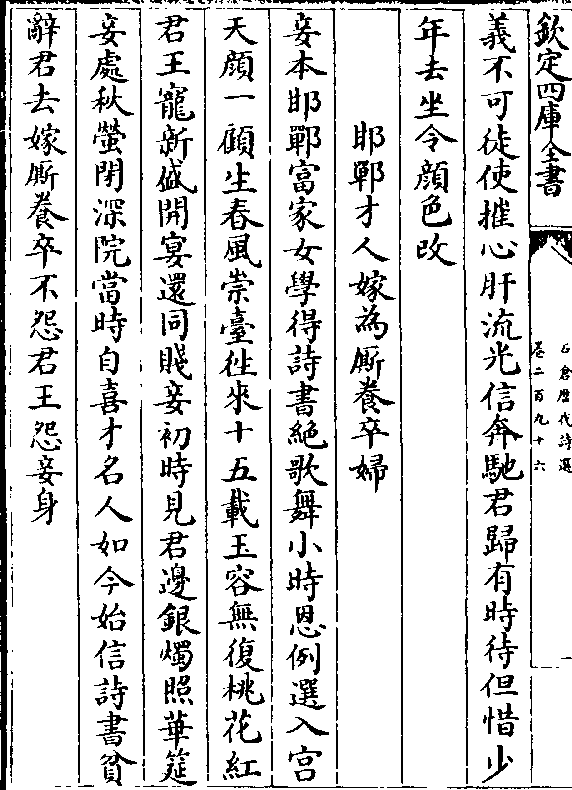 欽定四庫全書
石倉歷代詩選
卷二百九十六
義不可徒使摧心肝流光信奔馳君歸有時待但惜少
年去坐令顔色改
邯鄲才人嫁為厮養卒婦
妾本邯鄲富家女學得詩書絶歌舞小時恩例選入宫
天顔一顧生春風崇臺徃來十五載玉容無復桃花紅
君王寵新盛開宴還同賤妾初時見君邊銀燭照華筵
妾處秋螢閉深院當時自喜才名人如今始信詩書貧
辭君去嫁厮養卒不怨君王怨妾身